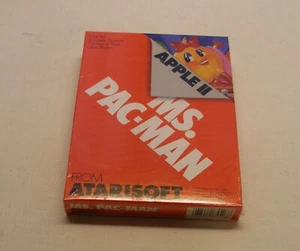 APPLE II
MS.
PAC-MAN
FROM
ATARISOFT
MS. PAC-MAN